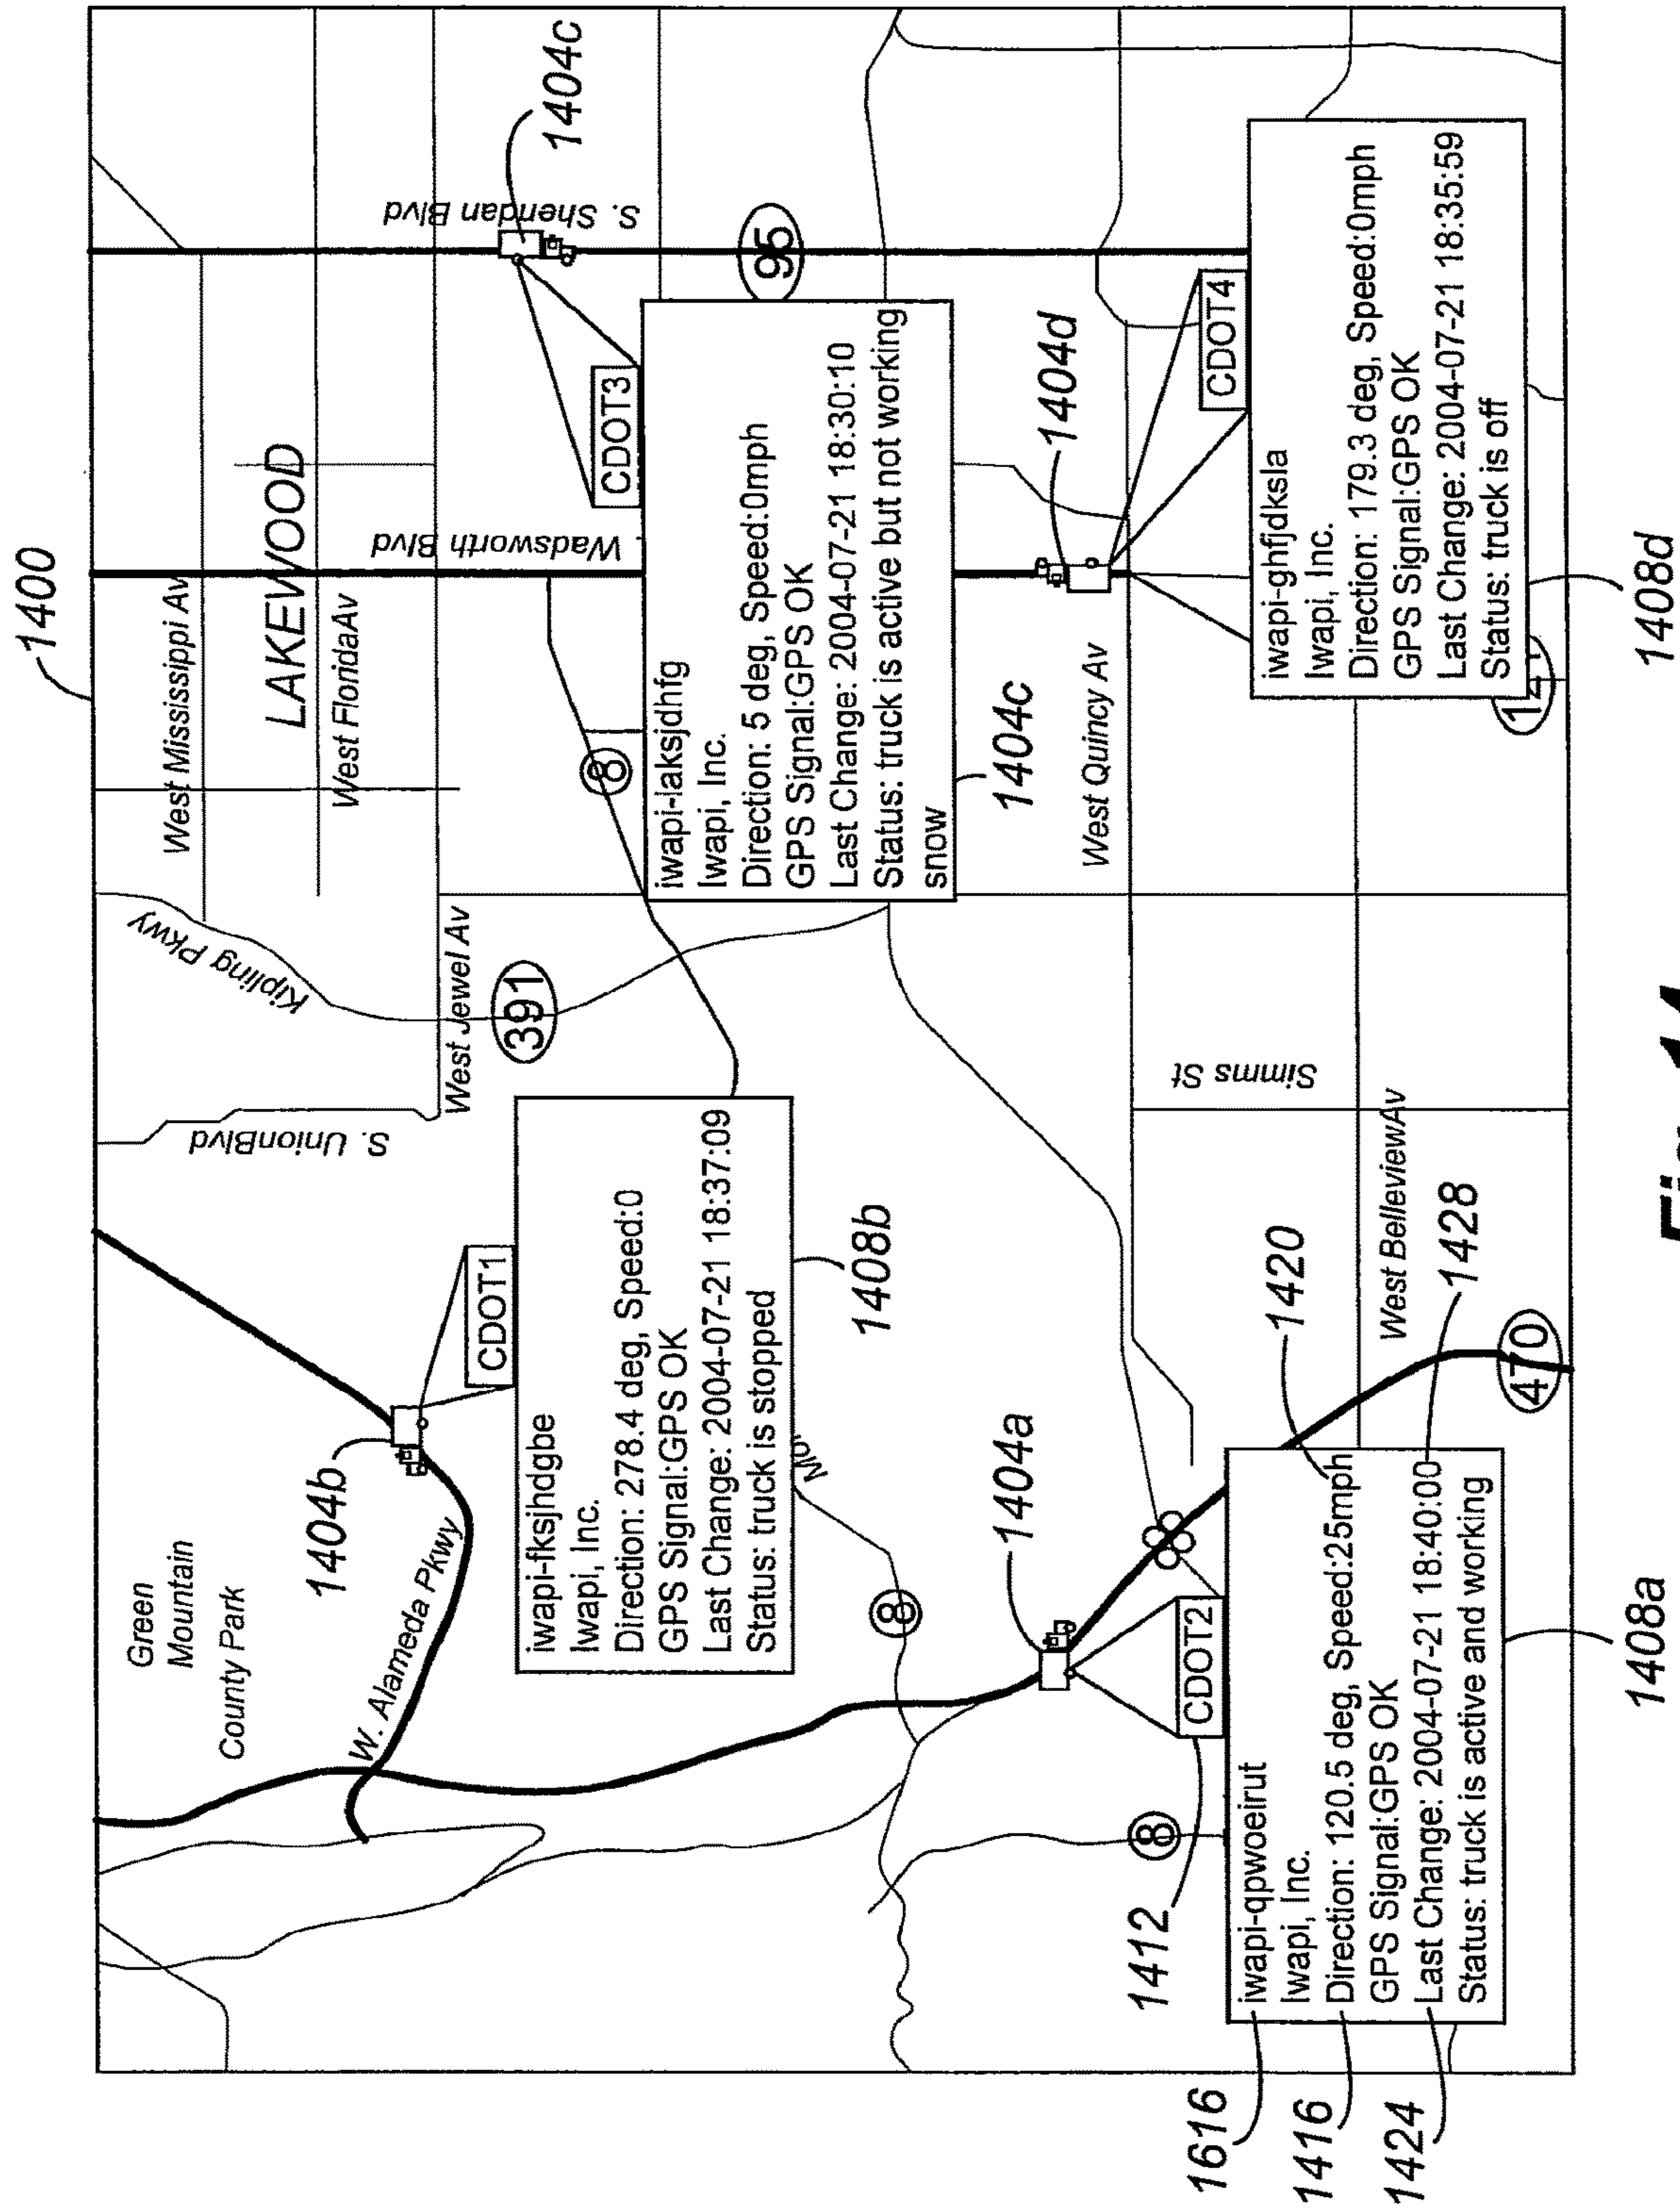 1400
West Mississippi Av
LAKEWOOD
West FloridaAv
Kipling Pkwy
S. UnionBlvd
West Jewel Av
391
Green
Mountain
County Park
W. Alameda Pkwy
1404b
CDOT1
iwapi-fksjhdgbe
Iwapi, Inc.
Direction: 278.4 deg, Speed:0
GPS Signal:GPS OK
Last Change: 2004-07-21 18:37:09
Status: truck is stopped
1408b
Wadsworth Blvd
S. Sheridan Blvd
1404c
CDOT3
95
8
iwapi-laksjdhfg
Iwapi, Inc.
Direction: 5 deg, Speed:0mph
GPS Signal:GPS OK
Last Change: 2004-07-21 18:30:10
Status: truck is active but not working
snow
1404c
8
1404a
1412
8
CDOT2
1616
iwapi-qpwoeirut
Iwapi, Inc.
1416
Direction: 120.5 deg, Speed:25mph
1420
GPS Signal:GPS OK
1424
Last Change: 2004-07-21 18:40:00
1428
Status: truck is active and working
1408a
470
West BelleviewAv
Simms St
West Quincy Av
1404d
CDOT4
iwapi-ghfjdksla
Iwapi, Inc.
Direction: 179.3 deg, Speed:0mph
GPS Signal:GPS OK
Last Change: 2004-07-21 18:35:59
Status: truck is off
1408d